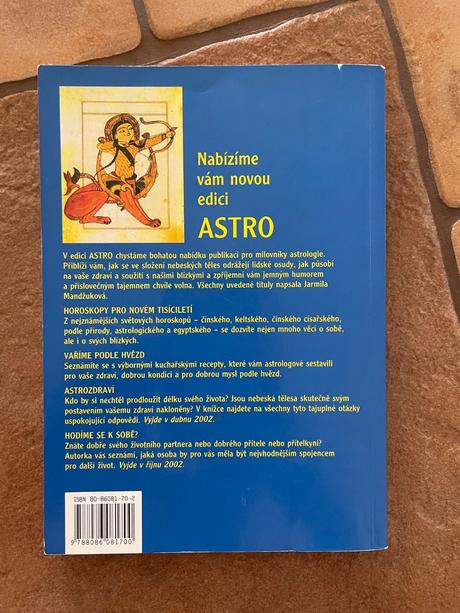 Nabízíme
vám novou
edici
ASTRO
V edici ASTRO chystáme bohatou nabídku publikací pro milovníky astrologie.
Přiblíží vám, jak se ve složení nebeských těles odrážejí lidské osudy, jak působí
na vaše zdraví a soužití s našimi blízkými a zpříjemní vám jemným humorem
a příslovečným tajemnem chvíle volna. Všechny uvedené tituly napsala Jarmila
Mandžuková.
HOROSKOPY PRO NOVÉM TISÍCILETÍ
Z nejznámějších světových horoskopů – čínského, keltského, čínského císařského,
podle přírody, astrologického a egyptského – se dozvíte nejen mnoho věcí o sobě,
ale i o svých blízkých.
VAŘÍME PODLE HVĚZD
Seznámíte se s výbornými kuchařskými recepty, které vám astrologové sestavili
pro vaše zdraví, dobrou kondici a pro dobrou mysl podle hvězd.
ASTROZDRAVÍ
Kdo by si nechtěl prodloužit délku svého života? Jsou nebeská tělesa skutečně svým
postavením vašemu zdraví nakloněny? V knížce najdete na všechny tyto tajuplné otázky
uspokojující odpovědi. Vyjde v dubnu 2002.
HODÍME SE K SOBĚ?
Znáte dobře svého životního partnera nebo dobrého přítele nebo přítelkyni?
Autorka vás seznámí, jaká osoba by pro vás měla být nejvhodnějším spojencem
pro další život. Vyjde v říjnu 2002.
ISBN 80-86081-70-2
9 788086 081700